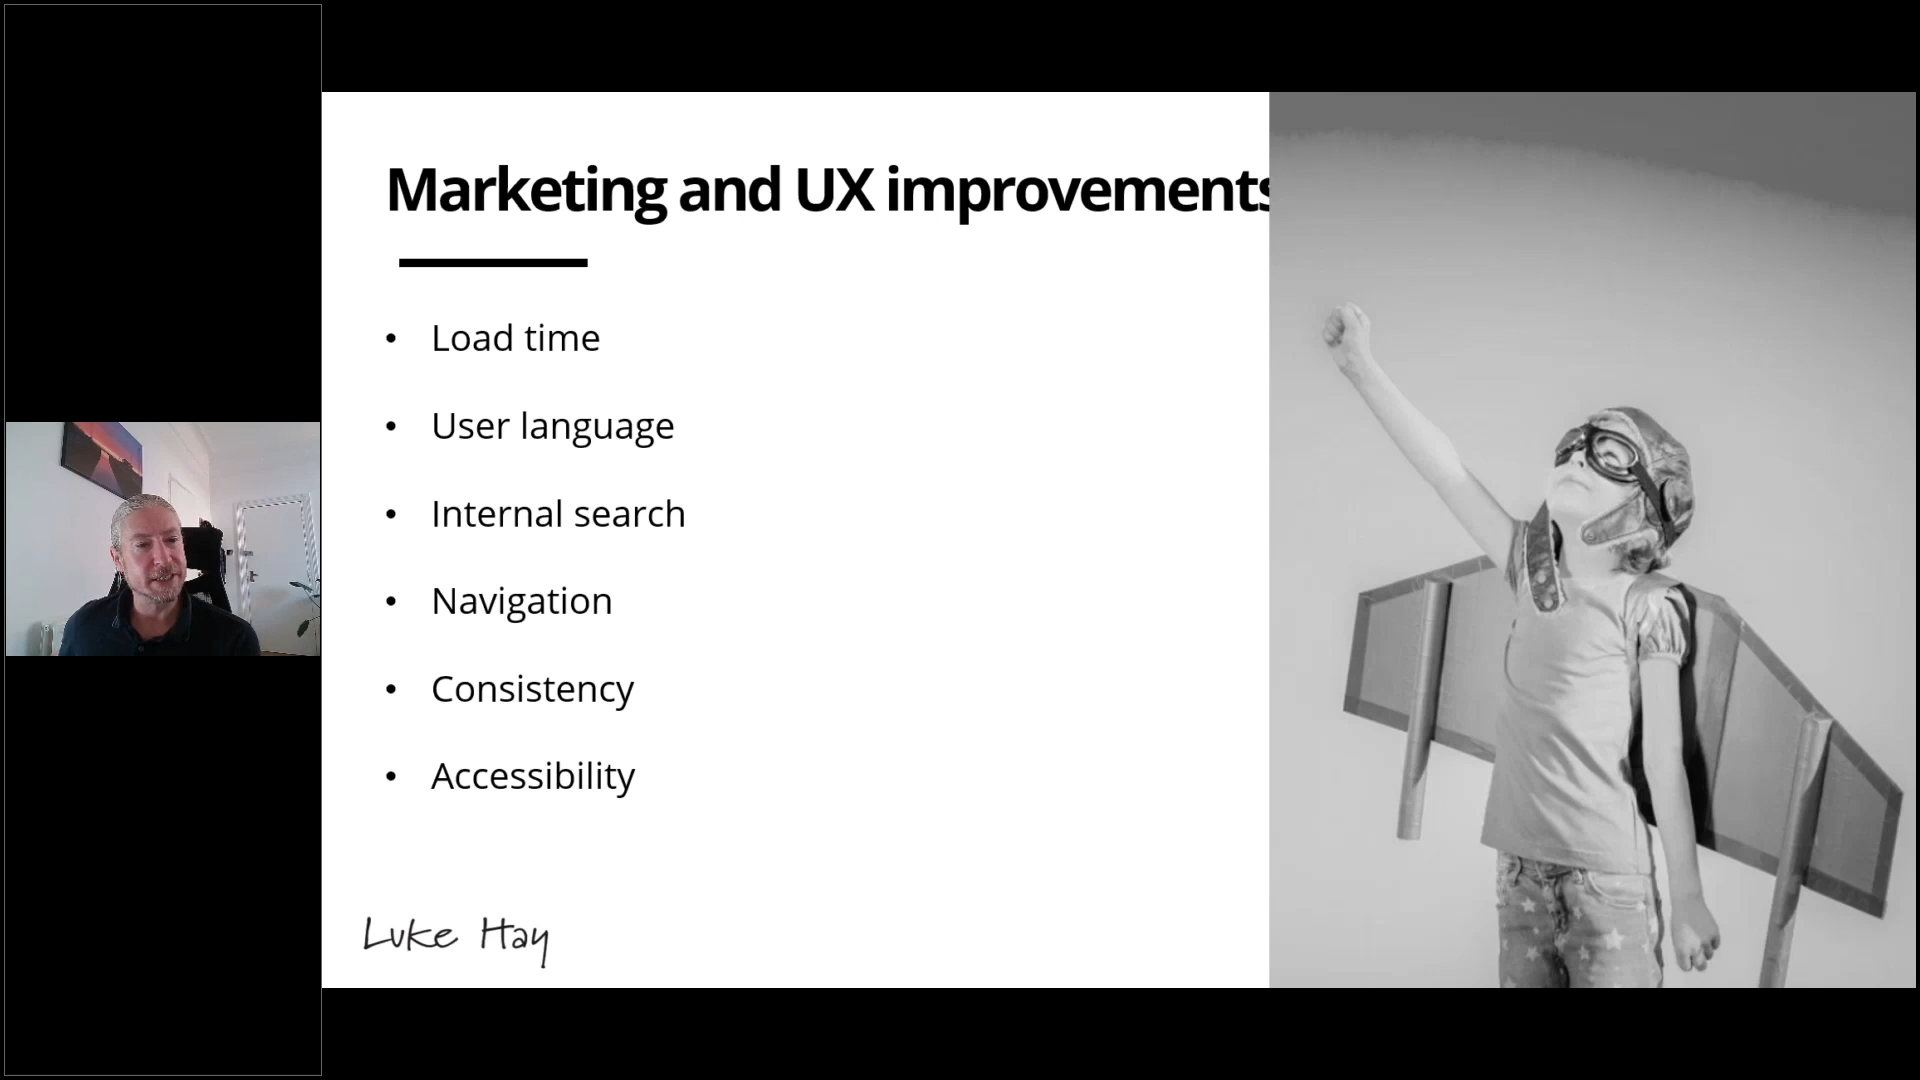 Marketing and UX improvements
• Load time
• User language
• Internal search
• Navigation
• Consistency
• Accessibility
Luke Hay